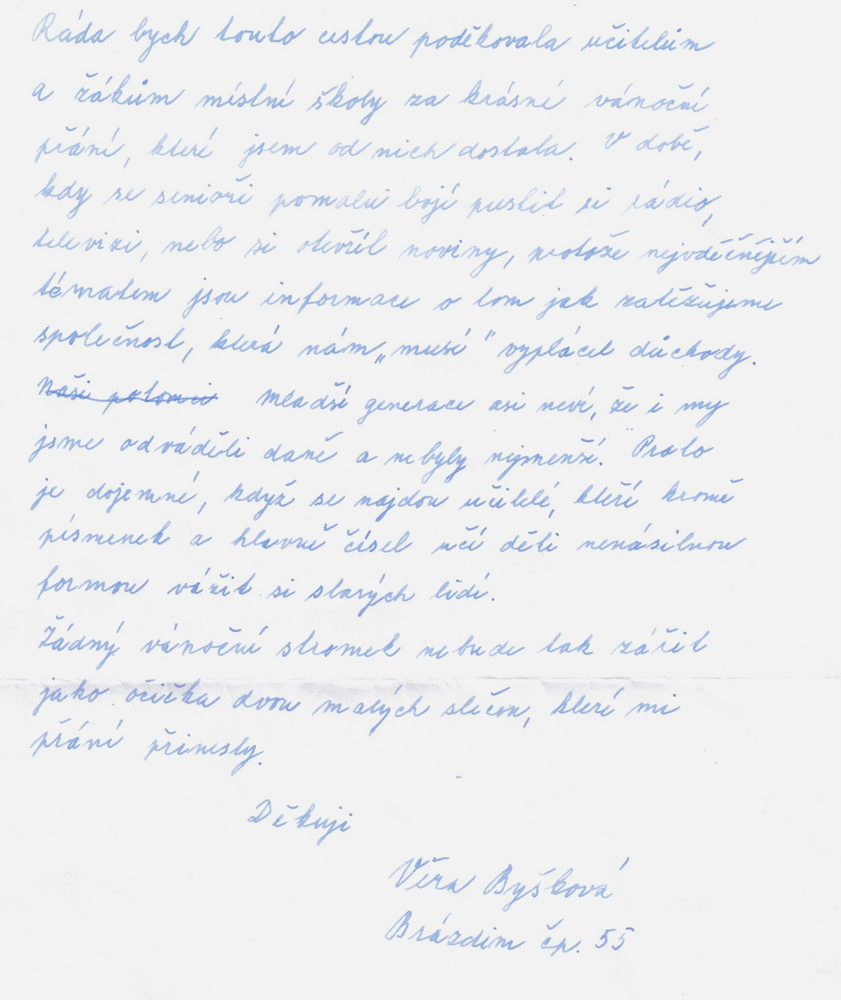 Ráda bych touto cestou poděkovala učitelům
a žákům místní školy za krásné vánoční
přání, které jsem od nich dostala. V době,
kdy se senioři pomalu bojí pustit si rádio,
televizi, nebo si otevřít noviny, protože nejvděčnějším
tématem jsou informace o tom jak zatěžujeme
společnost, která nám „musí" vyplácet důchody.
Naši potomci Mladší generace asi neví, že i my
jsme odváděli daně a nebyly nejmenší. Proto
je dojemné, když se najdou učitelé, kteří kromě
písmenek a hlavně čísel učí děti nenásilnou
formou vážit si starých lidí.
Žádný vánoční stromek nebude tak zářit
jako očička dvou malých slečen, které mi
přání přinesly.
Děkuji
Věra Byšková
Brázdim čp. 55